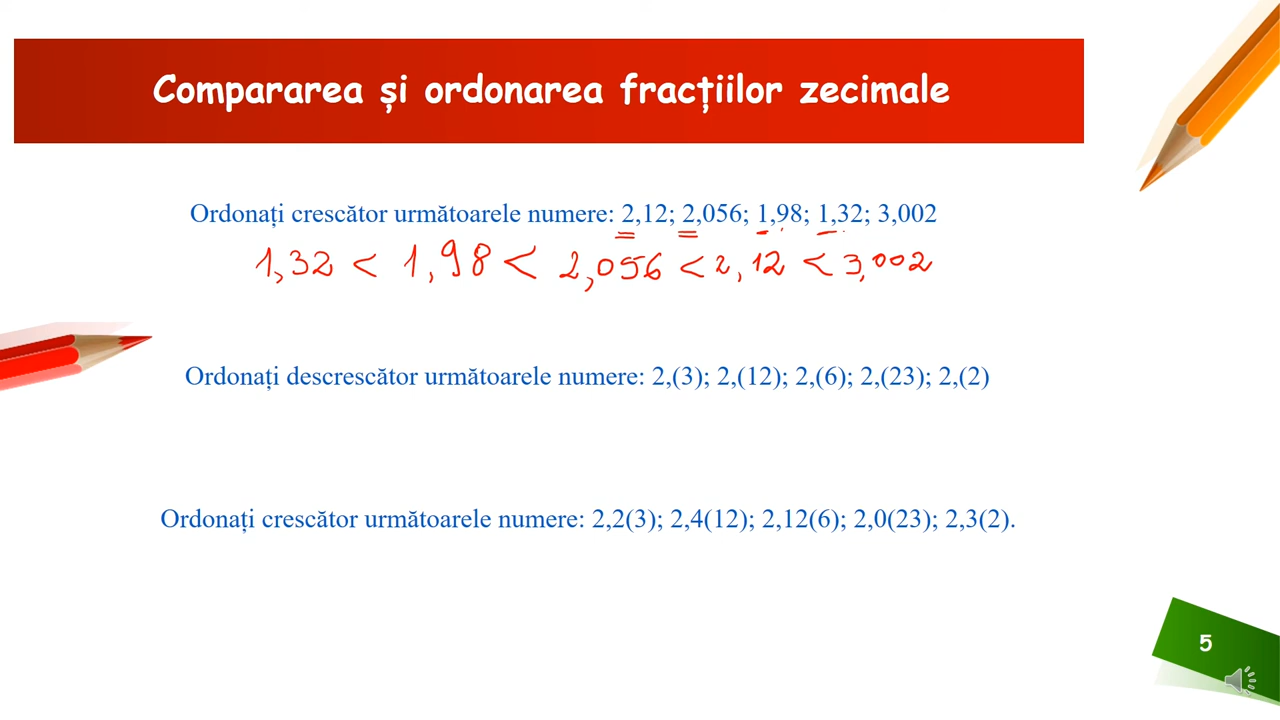 Compararea și ordonarea fracțiilor zecimale
Ordonați crescător următoarele numere: 2,12; 2,056; 1,98; 1,32; 3,002
1,32 < 1,98 < 2,056 < 2,12 < 3,002
Ordonați descrescător următoarele numere: 2,(3); 2,(12); 2,(6); 2,(23); 2,(2)
Ordonați crescător următoarele numere: 2,2(3); 2,4(12); 2,12(6); 2,0(23); 2,3(2).
5